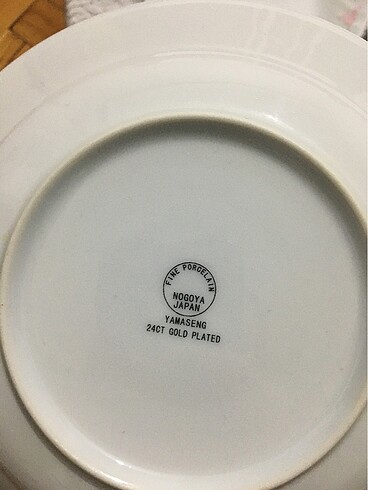 FINE PORCELAIN
NOGOYA
JAPAN
YAMASENG
24CT GOLD PLATED